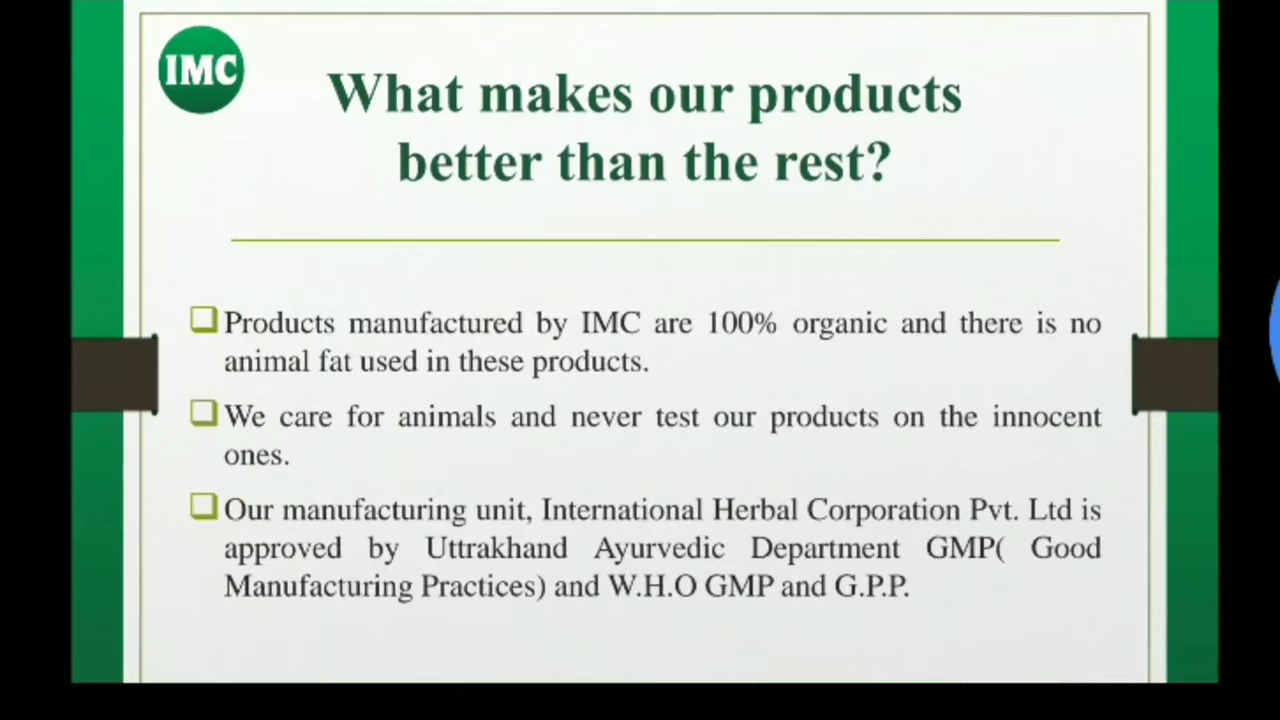 IMC
What makes our products
better than the rest?
Products manufactured by IMC are 100% organic and there is no
animal fat used in these products.
We care for animals and never test our products on the innocent
ones.
Our manufacturing unit, International Herbal Corporation Pvt. Ltd is
approved by Uttrakhand Ayurvedic Department GMP( Good
Manufacturing Practices) and W.H.O GMP and G.P.P.